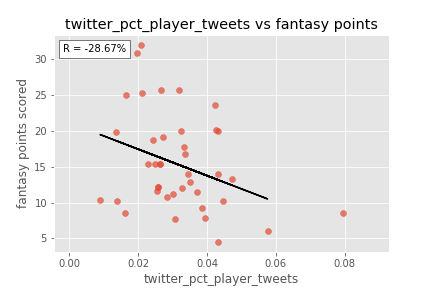 twitter_pct_player_tweets vs fantasy points
R = -28.67%
fantasy points scored
30
25
20
15
10
5
0.00 0.02 0.04 0.06 0.08
twitter_pct_player_tweets